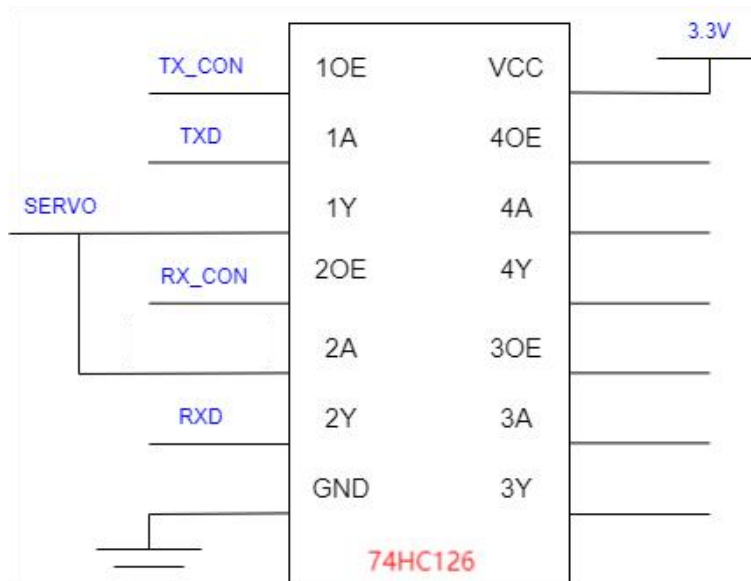 3.3V
TX_CON 1OE VCC
TXD 1A 4OE
SERVO 1Y 4A
RX_CON 2OE 4Y
2A 3OE
RXD 2Y 3A
GND 3Y
74HC126